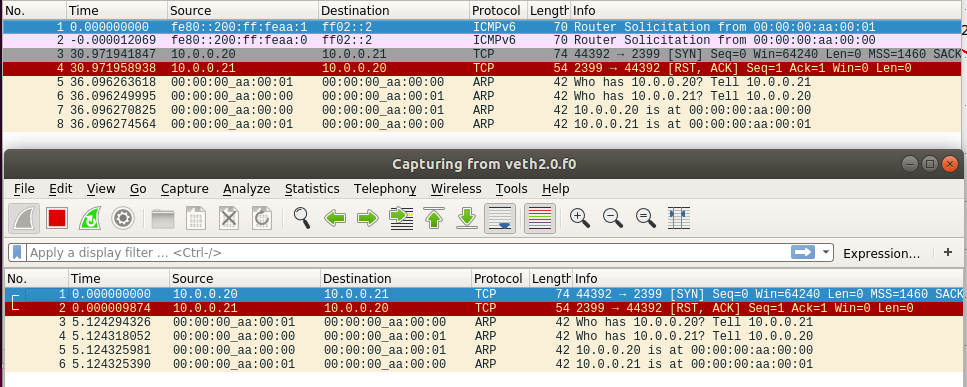 No. Time Source Destination Protocol Length Info
1 0.000000000 fe80::200:ff:feaa:1 ff02::2 ICMPv6 70 Router Solicitation from 00:00:00:aa:00:01
2 -0.000012069 fe80::200:ff:feaa:0 ff02::2 ICMPv6 70 Router Solicitation from 00:00:00:aa:00:00
3 30.971941847 10.0.0.20 10.0.0.21 TCP 74 44392 → 2399 [SYN] Seq=0 Win=64240 Len=0 MSS=1460 SACK
4 30.971958938 10.0.0.21 10.0.0.20 TCP 54 2399 → 44392 [RST, ACK] Seq=1 Ack=1 Win=0 Len=0
5 36.096263618 00:00:00_aa:00:01 00:00:00_aa:00:00 ARP 42 Who has 10.0.0.20? Tell 10.0.0.21
6 36.096249995 00:00:00_aa:00:00 00:00:00_aa:00:01 ARP 42 Who has 10.0.0.21? Tell 10.0.0.20
7 36.096270825 00:00:00_aa:00:00 00:00:00_aa:00:01 ARP 42 10.0.0.20 is at 00:00:00:aa:00:00
8 36.096274564 00:00:00_aa:00:01 00:00:00_aa:00:00 ARP 42 10.0.0.21 is at 00:00:00:aa:00:01
Capturing from veth2.0.f0
File Edit View Go Capture Analyze Statistics Telephony Wireless Tools Help
Apply a display filter ... <Ctrl-/> Expression... +
No. Time Source Destination Protocol Length Info
1 0.000000000 10.0.0.20 10.0.0.21 TCP 74 44392 → 2399 [SYN] Seq=0 Win=64240 Len=0 MSS=1460 SACK
2 0.000009874 10.0.0.21 10.0.0.20 TCP 54 2399 → 44392 [RST, ACK] Seq=1 Ack=1 Win=0 Len=0
3 5.124294326 00:00:00_aa:00:01 00:00:00_aa:00:00 ARP 42 Who has 10.0.0.20? Tell 10.0.0.21
4 5.124318052 00:00:00_aa:00:00 00:00:00_aa:00:01 ARP 42 Who has 10.0.0.21? Tell 10.0.0.20
5 5.124325981 00:00:00_aa:00:00 00:00:00_aa:00:01 ARP 42 10.0.0.20 is at 00:00:00:aa:00:00
6 5.124325390 00:00:00_aa:00:01 00:00:00_aa:00:00 ARP 42 10.0.0.21 is at 00:00:00:aa:00:01